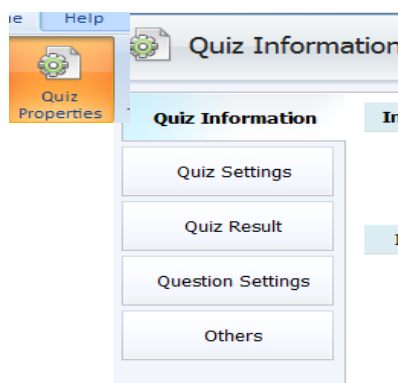 Help
Quiz
Properties
Quiz Information
Quiz Information
Quiz Settings
Quiz Result
Question Settings
Others